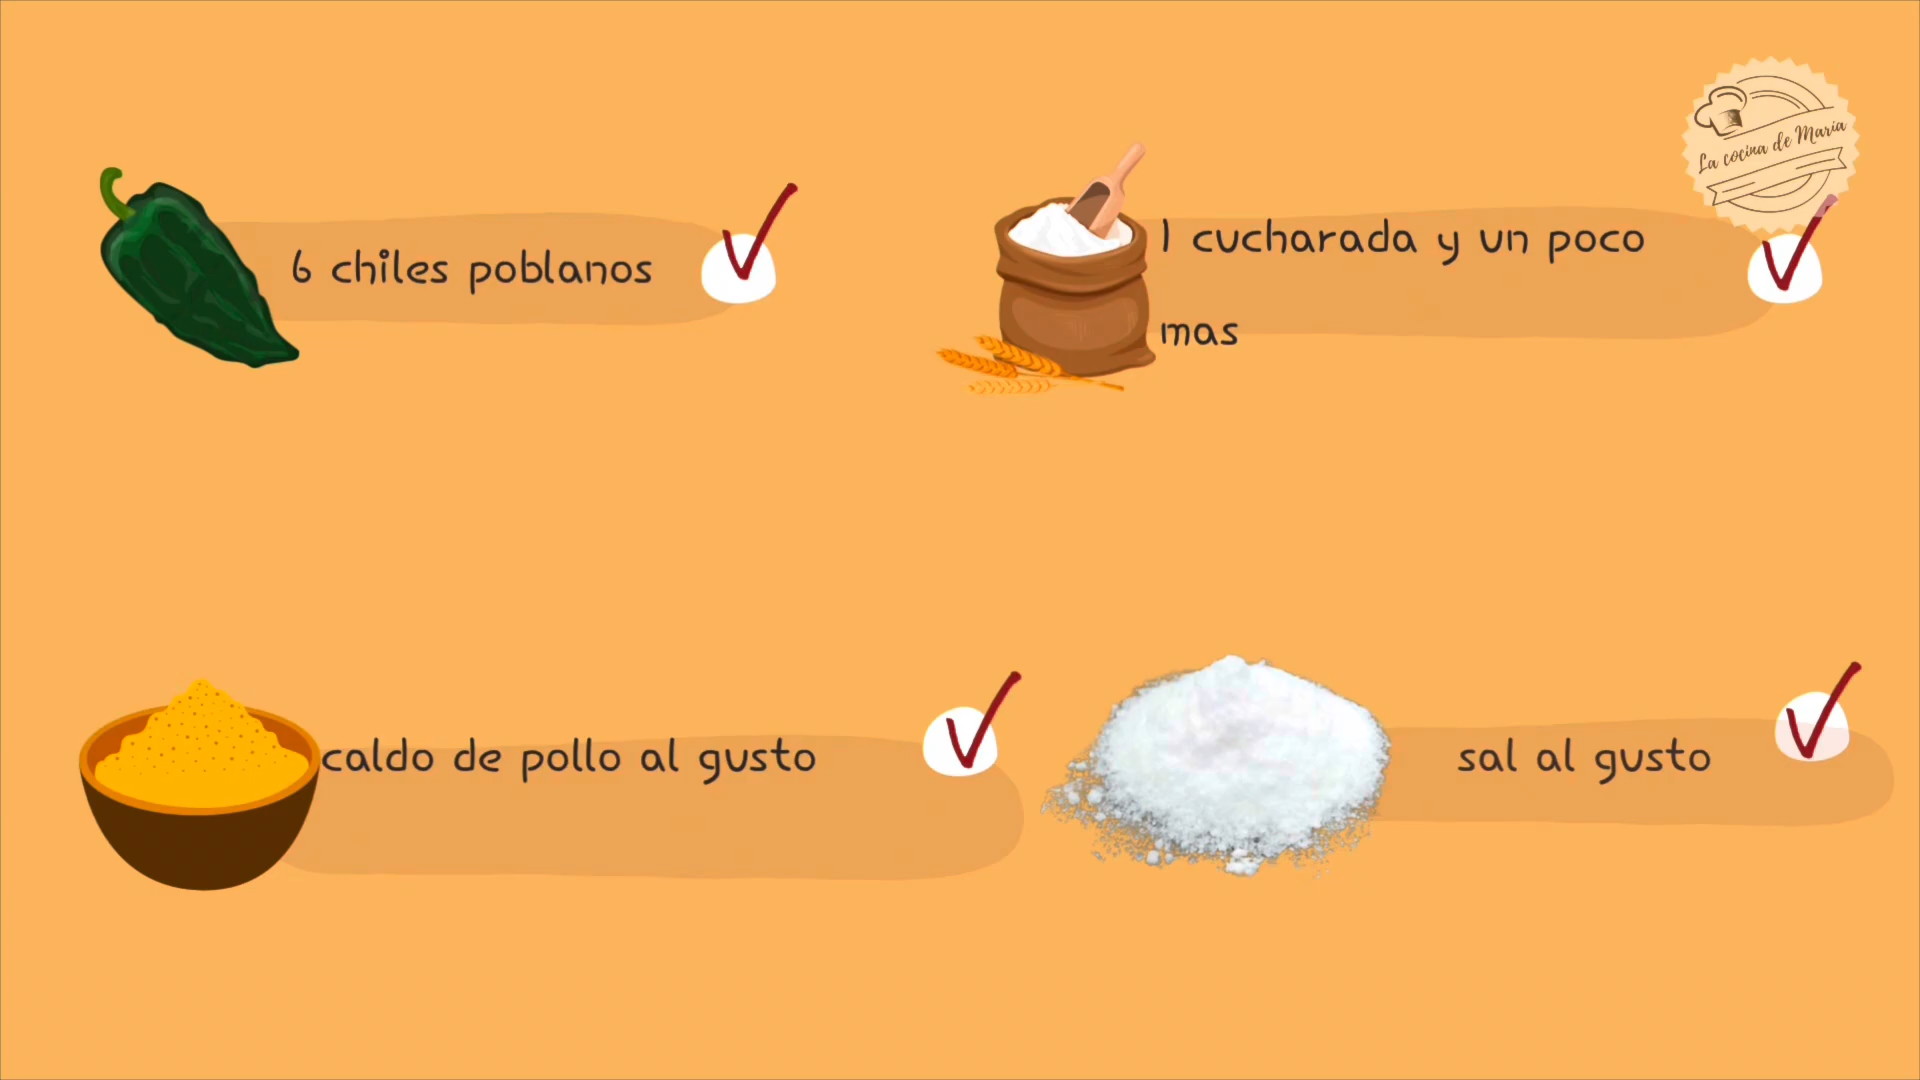 La cocina de Maria
6 chiles poblanos
1 cucharada y un poco
mas
caldo de pollo al gusto
sal al gusto